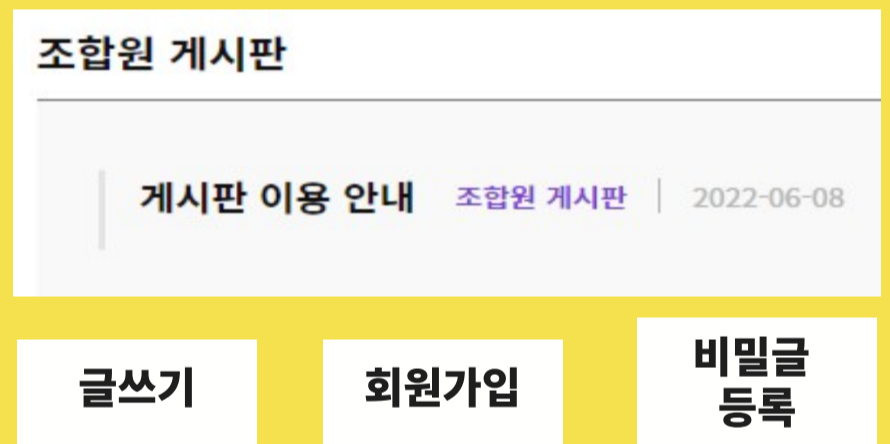 조합원 게시판
게시판 이용 안내 조합원 게시판 2022-06-08
글쓰기 회원가입 비밀글
등록